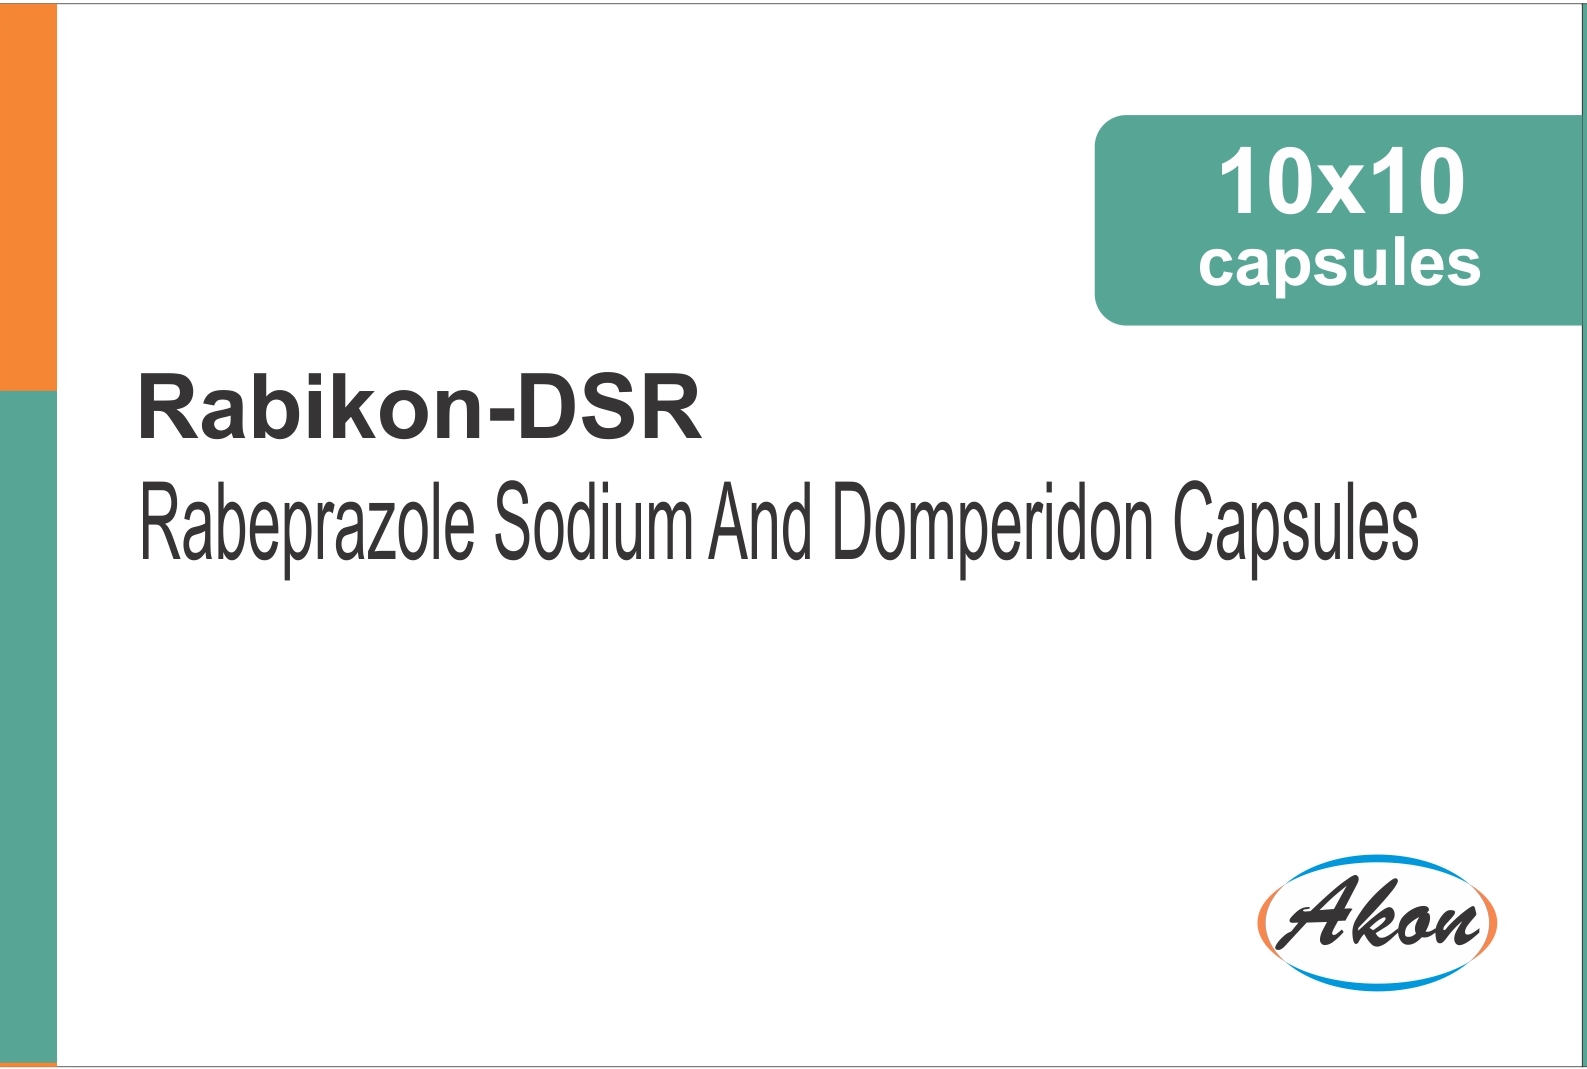 10x10
capsules
Rabikon-DSR
Rabeprazole Sodium And Domperidon Capsules
Akon